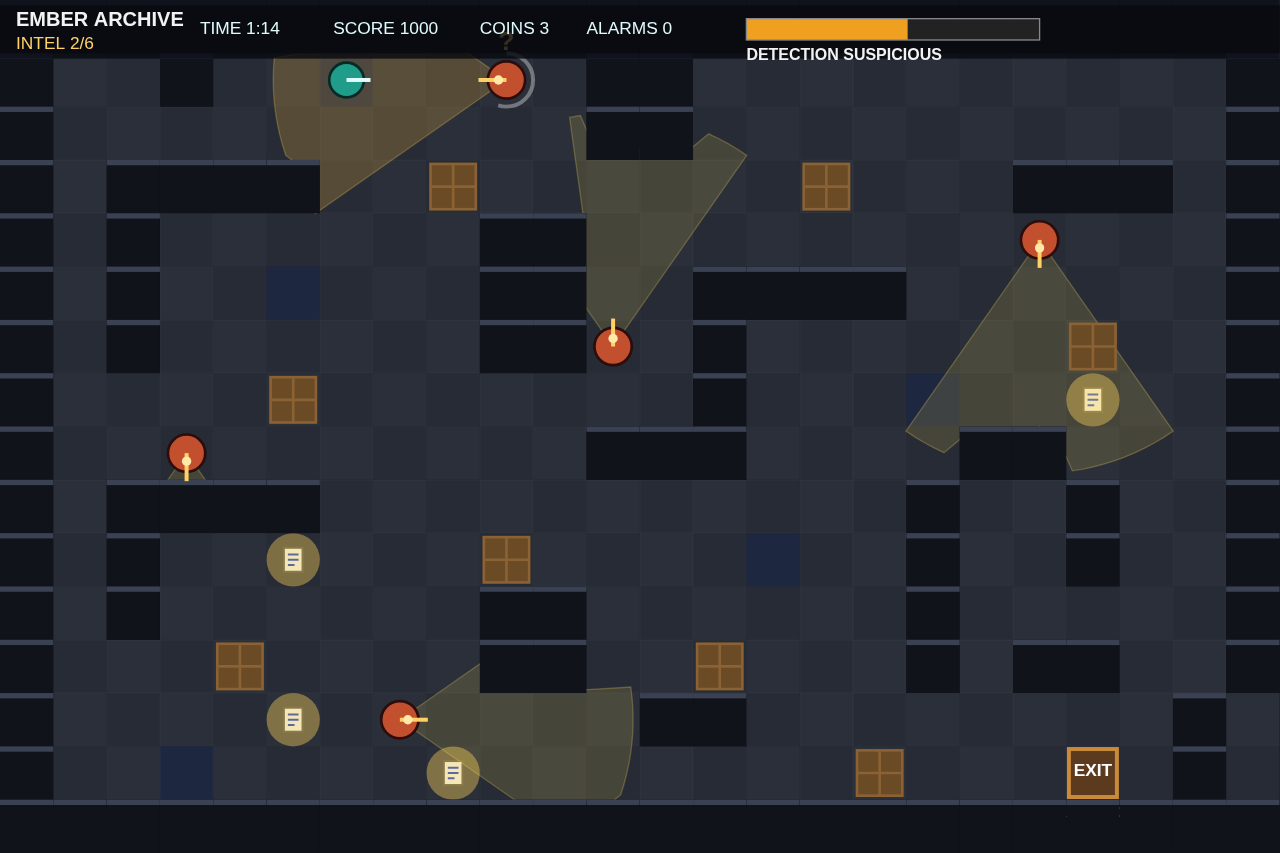 EMBER ARCHIVE
INTEL 2/6
TIME 1:14
SCORE 1000
COINS 3
ALARMS 0
DETECTION SUSPICIOUS
?
EXIT